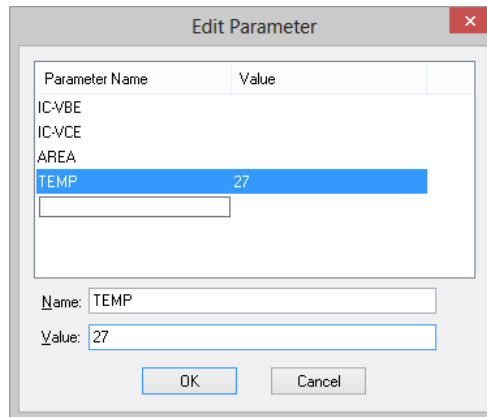 Edit Parameter
Parameter Name Value
IC-VBE
IC-VCE
AREA
TEMP 27
Name: TEMP
Value: 27
OK Cancel